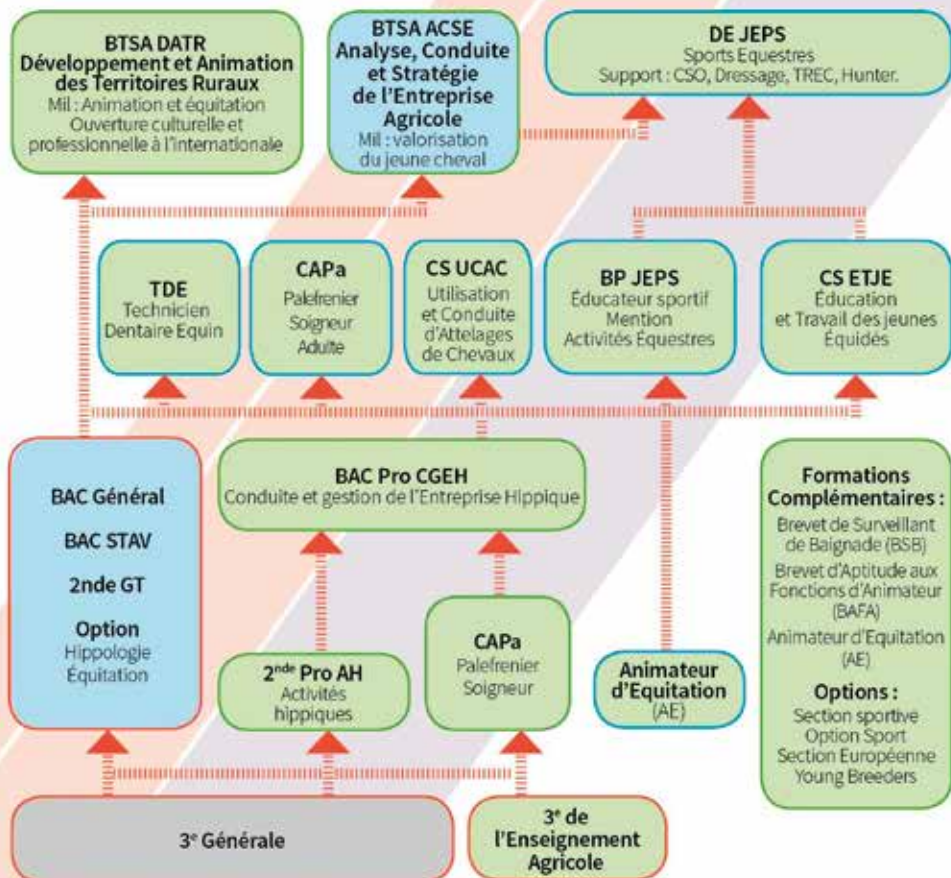 BTSA DATR
Développement et Animation
des Territoires Ruraux
Mil : Animation et équitation
Ouverture culturelle et
professionnelle à l'internationale
BTSA ACSE
Analyse, Conduite
et Stratégie
de l'Entreprise
Agricole
Mil : valorisation
du jeune cheval
DE JEPS
Sports Equestres
Support : CSO, Dressage, TREC, Hunter.
TDE
Technicien
Dentaire Equin
CAPa
Palefrenier
Soigneur
Adulte
CS UCAC
Utilisation
et Conduite
d'Attelages
de Chevaux
BP JEPS
Éducateur sportif
Mention
Activités Équestres
CS ETJE
Éducation
et Travail des jeunes
Équidés
BAC Général
BAC STAV
2nde GT
Option
Hippologie
Équitation
BAC Pro CGEH
Conduite et gestion de l'Entreprise Hippique
2nde Pro AH
Activités
hippiques
CAPa
Palefrenier
Soigneur
Animateur
d'Equitation
(AE)
Formations
Complémentaires :
Brevet de Surveillant
de Baignade (BSB)
Brevet d'Aptitude aux
Fonctions d'Animateur
(BAFA)
Animateur d'Equitation
(AE)
Options :
Section sportive
Option Sport
Section Européenne
Young Breeders
3e Générale
3e de
l'Enseignement
Agricole